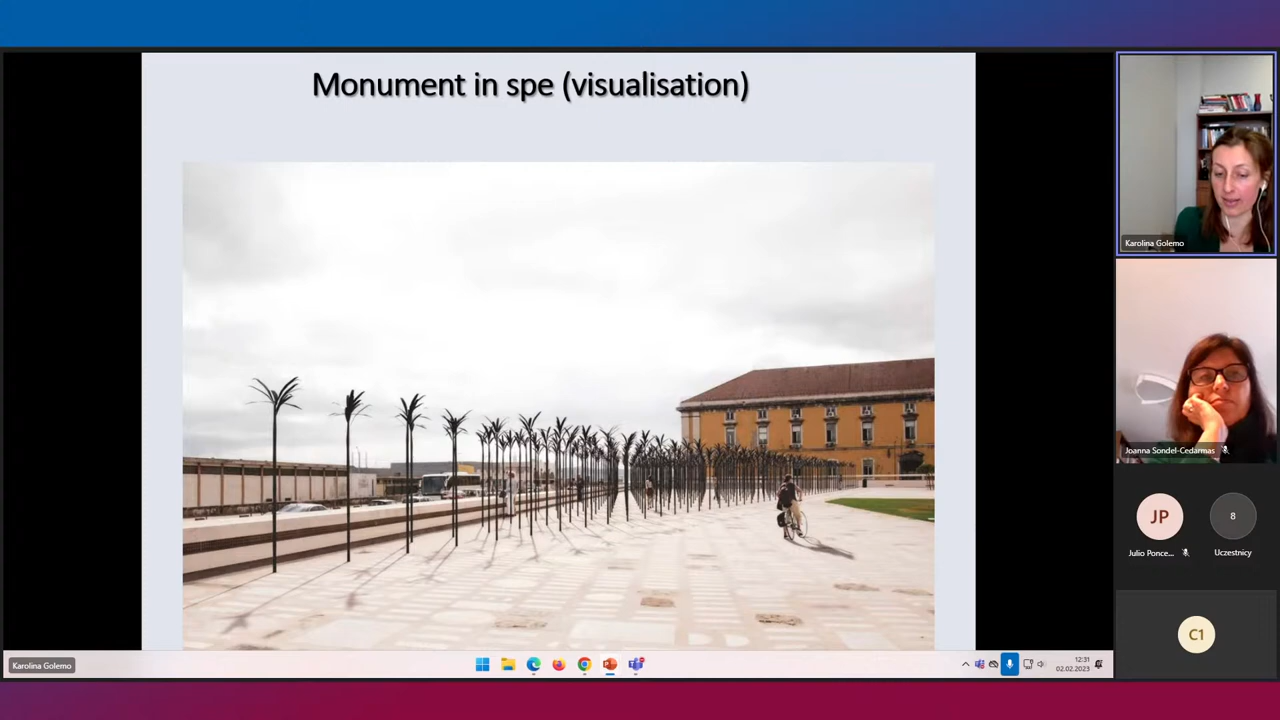 Monument in spe (visualisation)
Karolina Golemo
Joanna Sondel-Cedarmas
JP
8
Julio Ponce...
Uczestnicy
C1
Karolina Golemo
12:31
02.02.2023